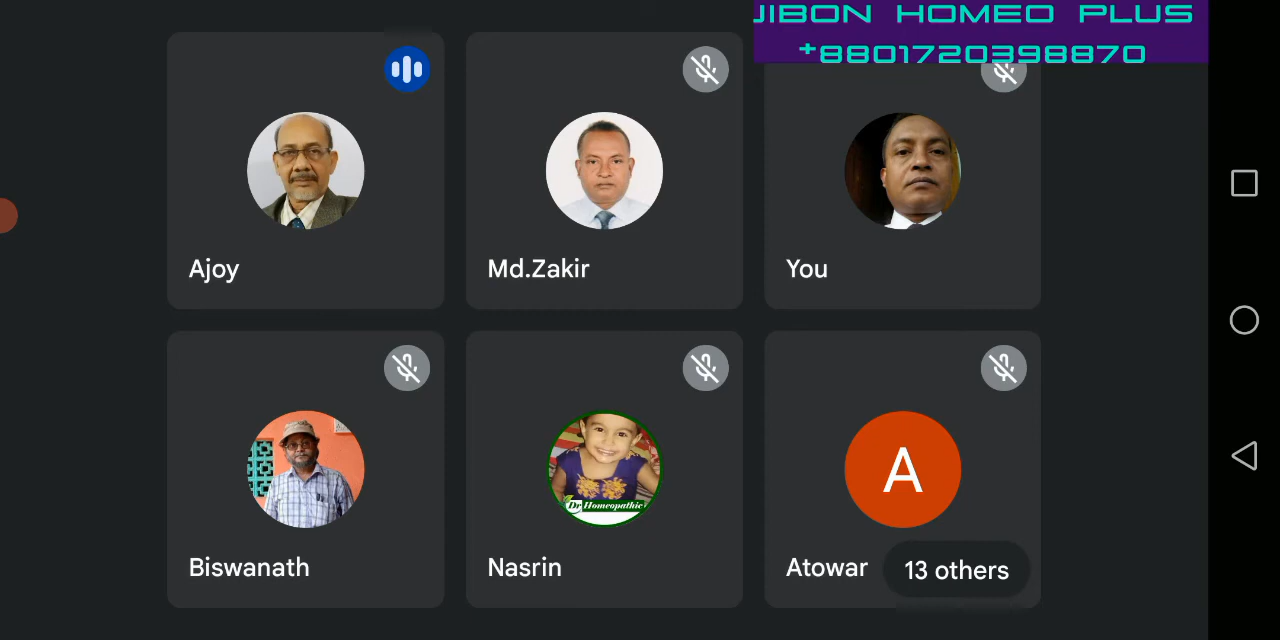 JIBON HOMEO PLUS
+8801720398870
Ajoy
Md.Zakir
You
Biswanath
Dr Homeopathic
Nasrin
A
Atowar
13 others